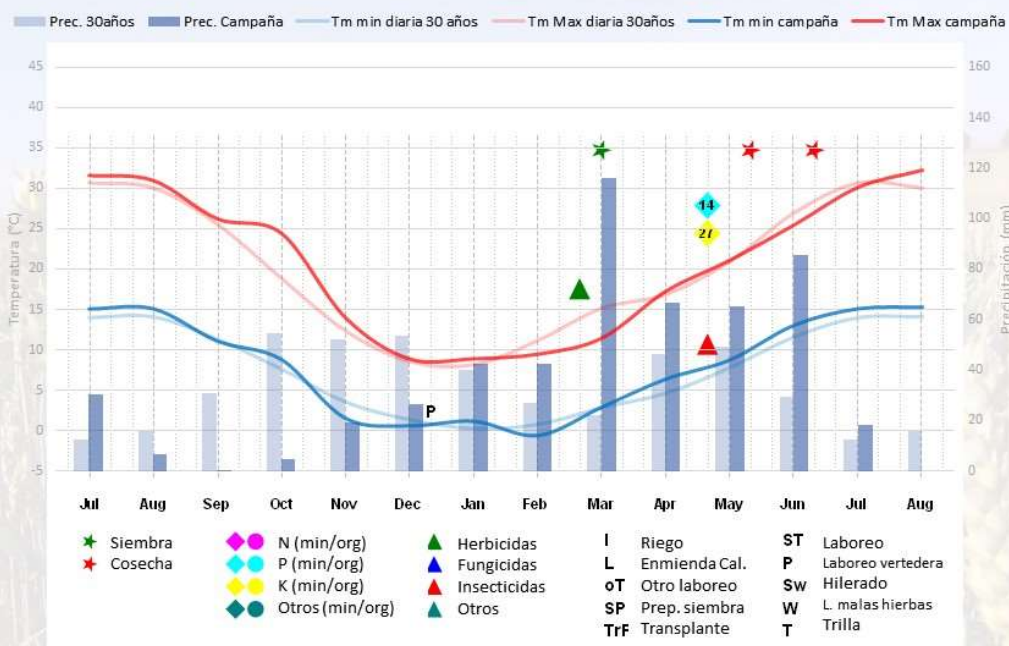 Prec. 30años Prec. Campaña Tm min diaria 30 años Tm Max diaria 30años Tm min campaña Tm Max campaña
45 160
40 140
35 120
30
25 100
20 80
15 60
10 40
5
0 20
-5 0
Temperatura (°C)
Precipitación (mm)
14
27
P
Jul Aug Sep Oct Nov Dec Jan Feb Mar Apr May Jun Jul Aug
Siembra N (min/org) Herbicidas I Riego ST Laboreo
Cosecha P (min/org) Fungicidas L Enmienda Cal. P Laboreo vertedera
K (min/org) Insecticidas oT Otro laboreo Sw Hilerado
Otros (min/org) Otros SP Prep. siembra W L. malas hierbas
TrF Transplante T Trilla